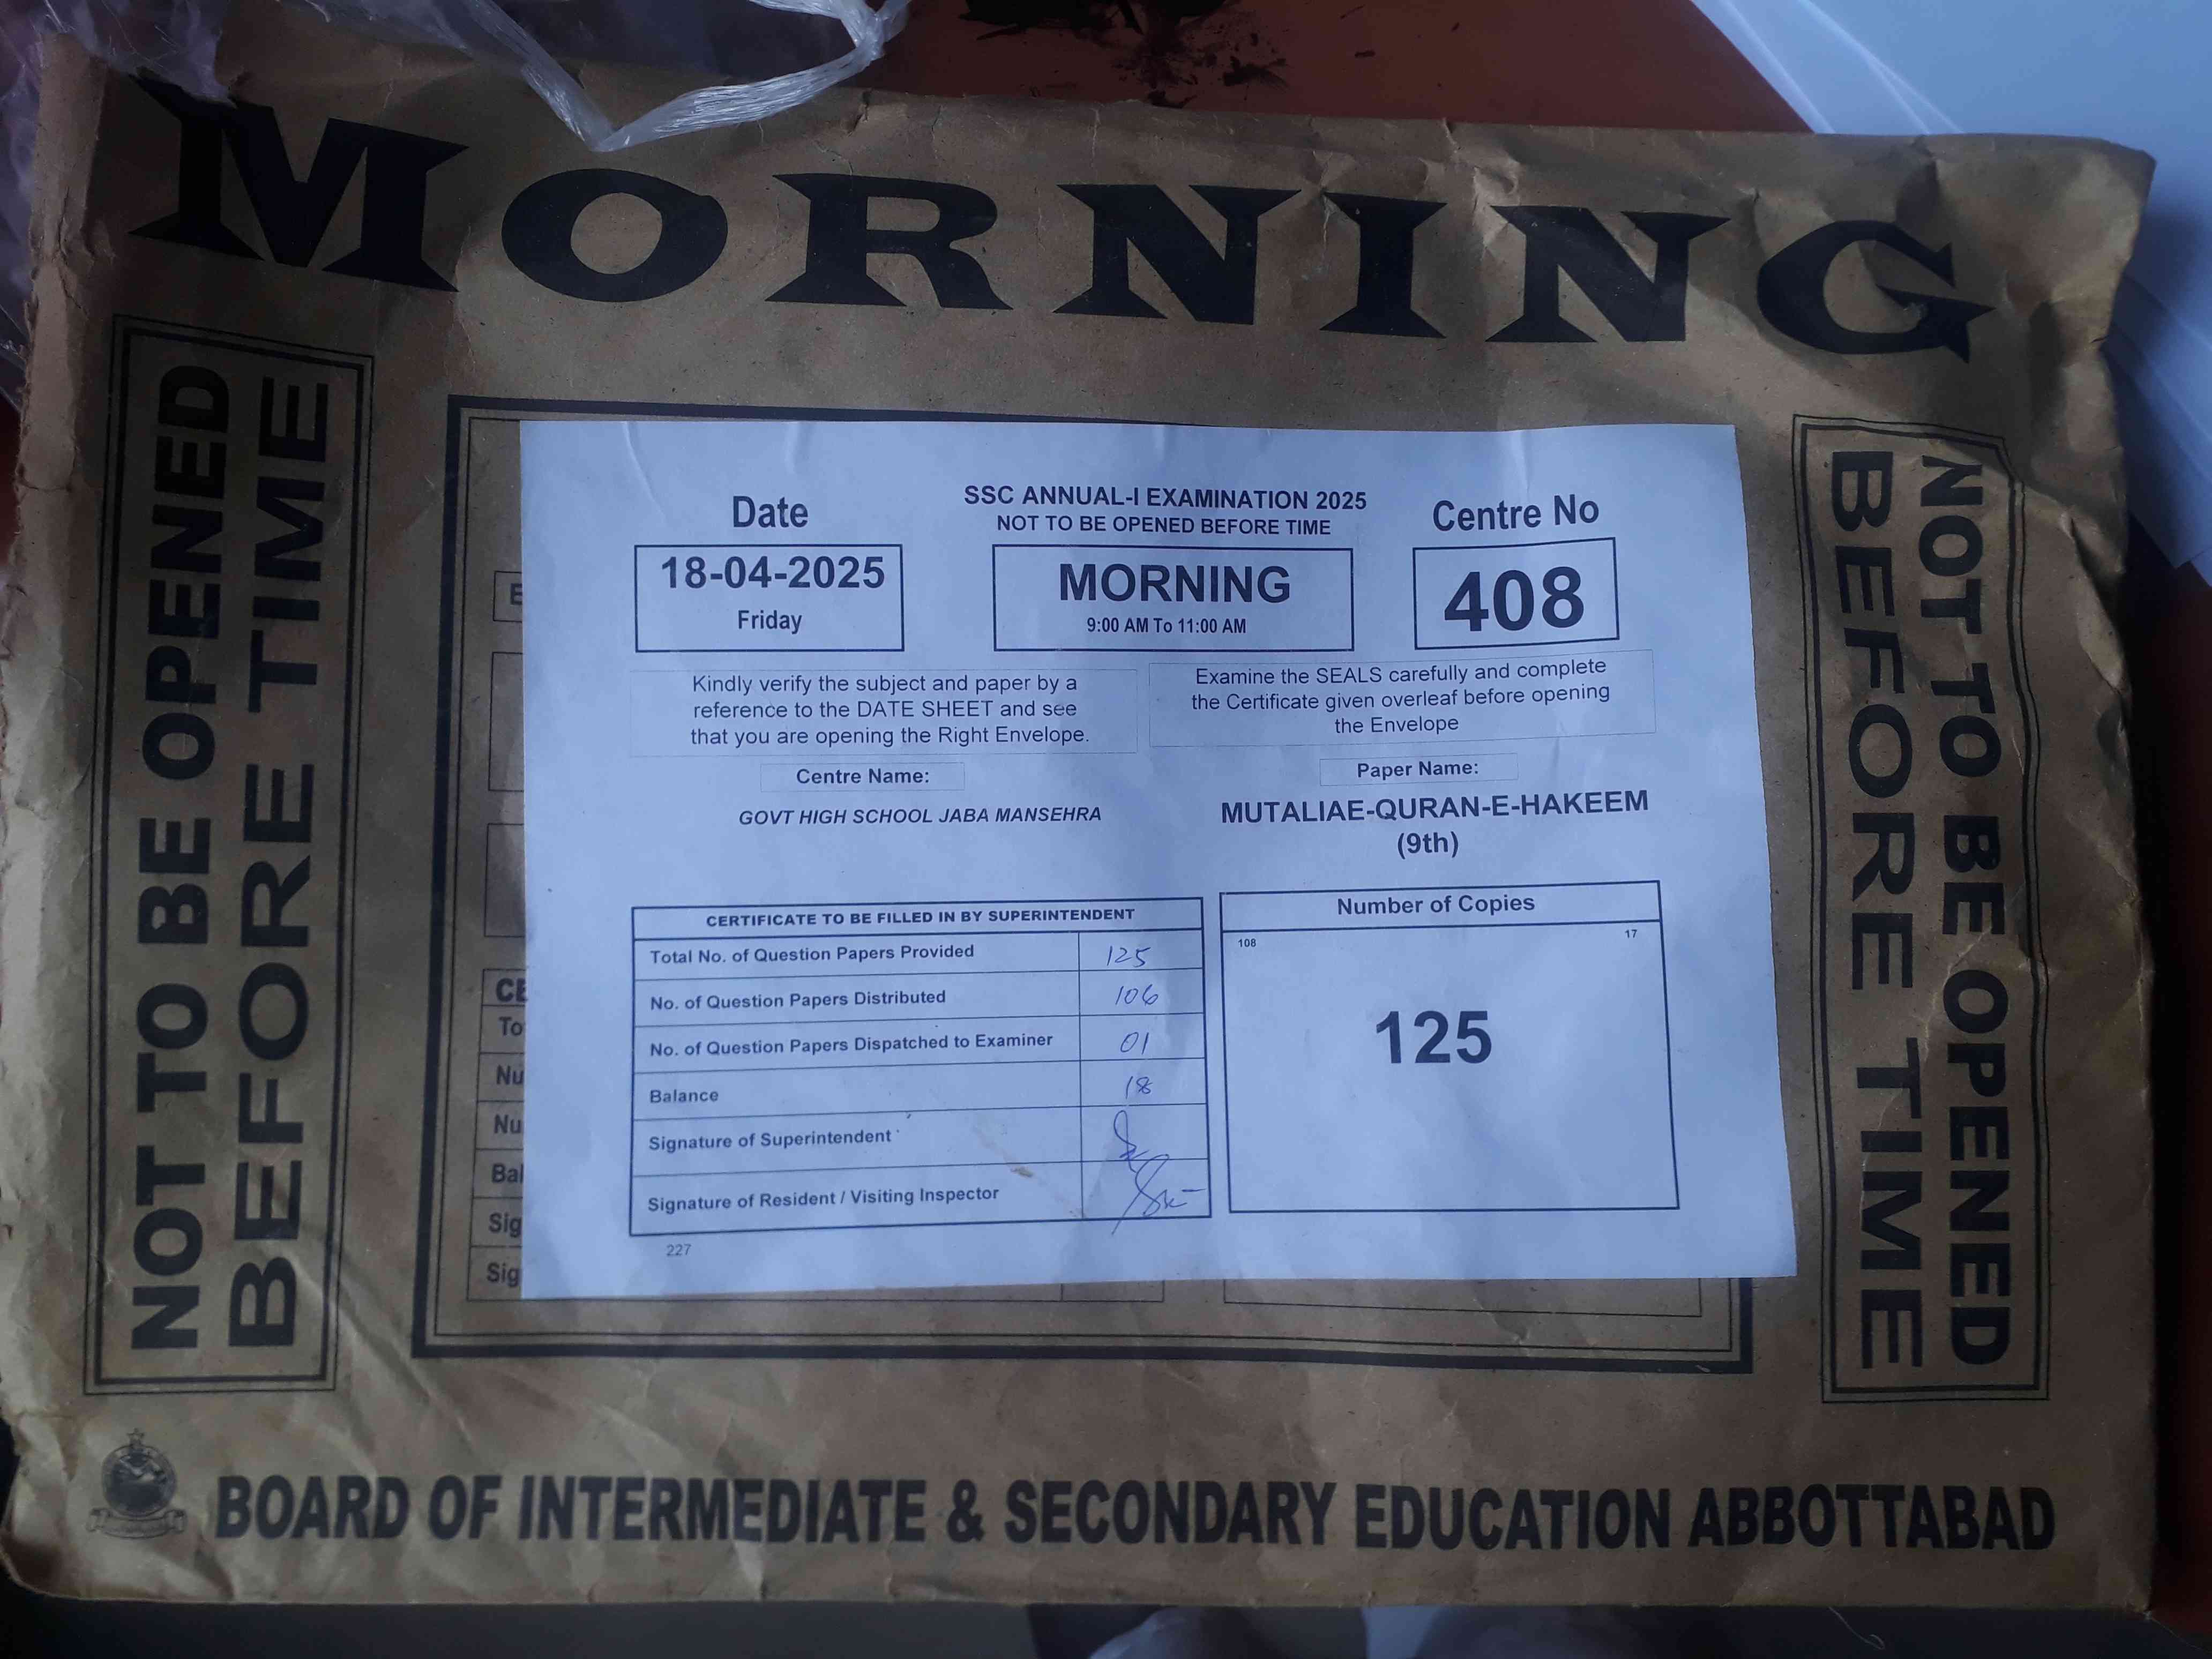 MORNING
NOT TO BE OPENED
BEFORE TIME
Date
SSC ANNUAL-I EXAMINATION 2025
NOT TO BE OPENED BEFORE TIME
Centre No
18-04-2025
Friday
MORNING
9:00 AM To 11:00 AM
408
Kindly verify the subject and paper by a
reference to the DATE SHEET and see
that you are opening the Right Envelope.
Examine the SEALS carefully and complete
the Certificate given overleaf before opening
the Envelope
Centre Name:
GOVT HIGH SCHOOL JABA MANSEHRA
Paper Name:
MUTALIAE-QURAN-E-HAKEEM
(9th)
CERTIFICATE TO BE FILLED IN BY SUPERINTENDENT
Total No. of Question Papers Provided 125
No. of Question Papers Distributed 106
No. of Question Papers Dispatched to Examiner 01
Balance 18
Signature of Superintendent
Signature of Resident / Visiting Inspector
227
Number of Copies
108 17
125
E
CE
To
Nu
Nu
Bal
Sig
Sig
NOT TO BE OPENED
BEFORE TIME
BOARD OF INTERMEDIATE & SECONDARY EDUCATION ABBOTTABAD